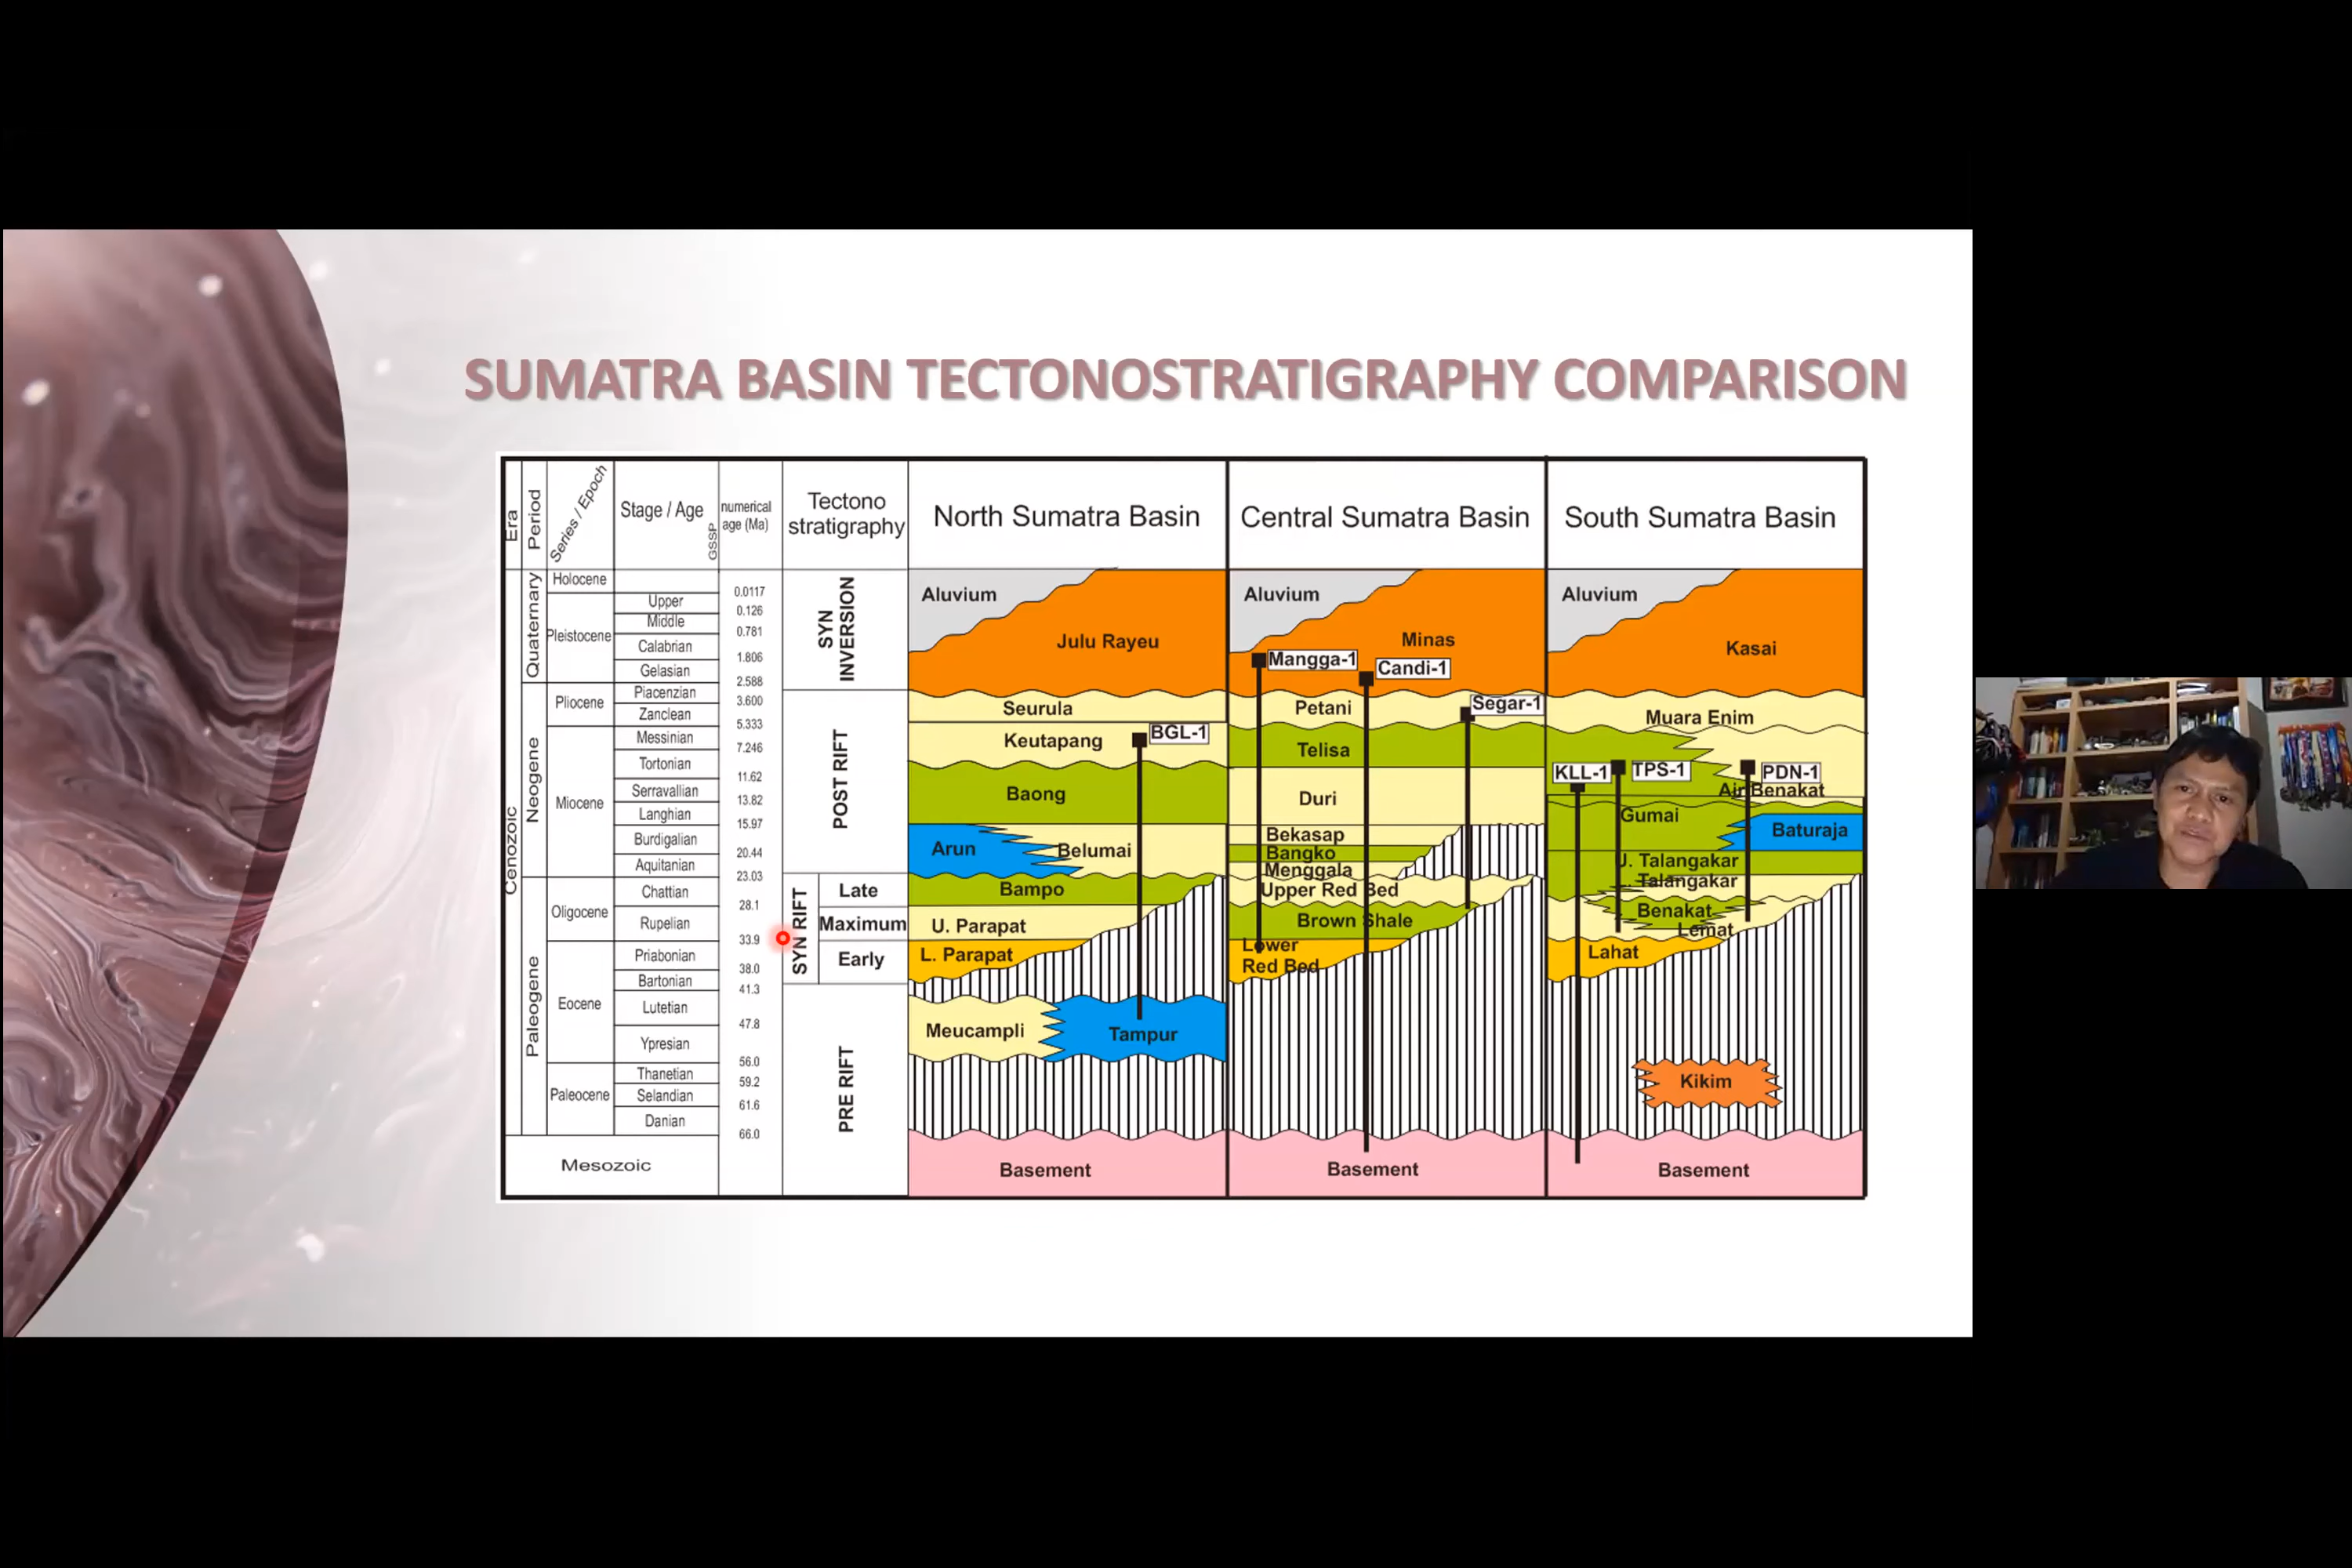 SUMATRA BASIN TECTONOSTRATIGRAPHY COMPARISON
Era
Period
Series / Epoch
Stage / Age
GSSP
numerical
age (Ma)
Tectono
stratigraphy
North Sumatra Basin
Central Sumatra Basin
South Sumatra Basin
Cenozoic
Quaternary
Neogene
Paleogene
Holocene
Pleistocene
Pliocene
Miocene
Oligocene
Eocene
Paleocene
Mesozoic
Upper
Middle
Calabrian
Gelasian
Piacenzian
Zanclean
Messinian
Tortonian
Serravallian
Langhian
Burdigalian
Aquitanian
Chattian
Rupelian
Priabonian
Bartonian
Lutetian
Ypresian
Thanetian
Selandian
Danian
0.0117
0.126
0.781
1.806
2.588
3.600
5.333
7.246
11.62
13.82
15.97
20.44
23.03
28.1
33.9
38.0
41.3
47.8
56.0
59.2
61.6
66.0
SYN
INVERSION
POST RIFT
SYN RIFT
Late
Maximum
Early
PRE RIFT
Aluvium
Julu Rayeu
Seurula
Keutapang
BGL-1
Baong
Arun
Belumai
Bampo
U. Parapat
L. Parapat
Meucampli
Tampur
Basement
Aluvium
Minas
Mangga-1
Candi-1
Petani
Segar-1
Telisa
Duri
Bekasap
Bangko
Menggala
Upper Red Bed
Brown Shale
Lower
Red Bed
Basement
Aluvium
Kasai
Muara Enim
KLL-1
TPS-1
PDN-1
Air Benakat
Gumai
Baturaja
U. Talangakar
Talangakar
Benakat
Lemat
Lahat
Kikim
Basement